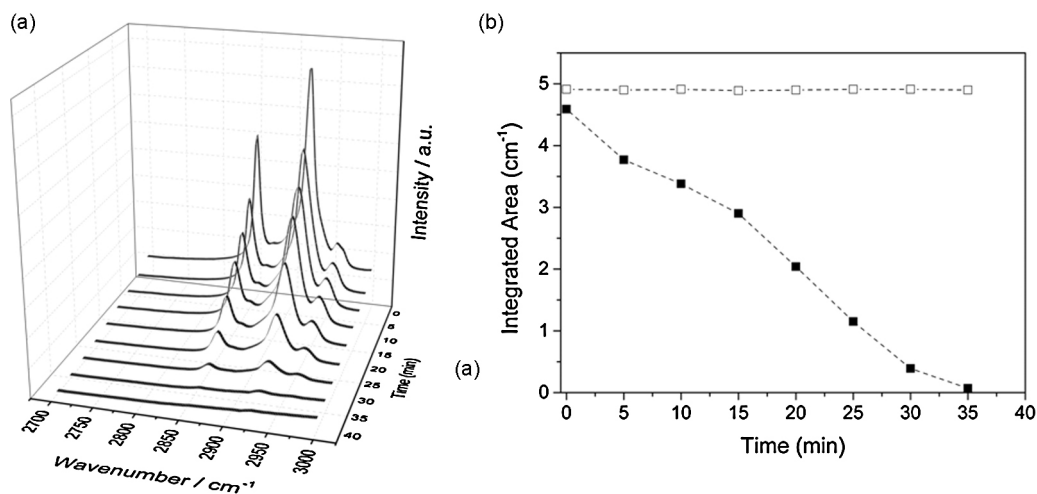 (a)
Intensity / a.u.
0
5
10
15
20
25
30
35
40
Time (min)
2700
2750
2800
2850
2900
2950
3000
Wavenumber / cm⁻¹
(b)
Integrated Area (cm⁻¹)
5
4
3
2
1
0
(a)
0 5 10 15 20 25 30 35 40
Time (min)